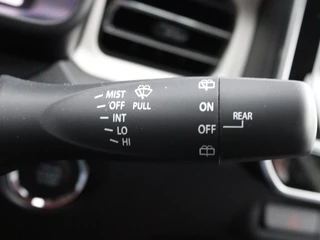 MIST
OFF PULL
INT
LO
HI
ON
OFF REAR